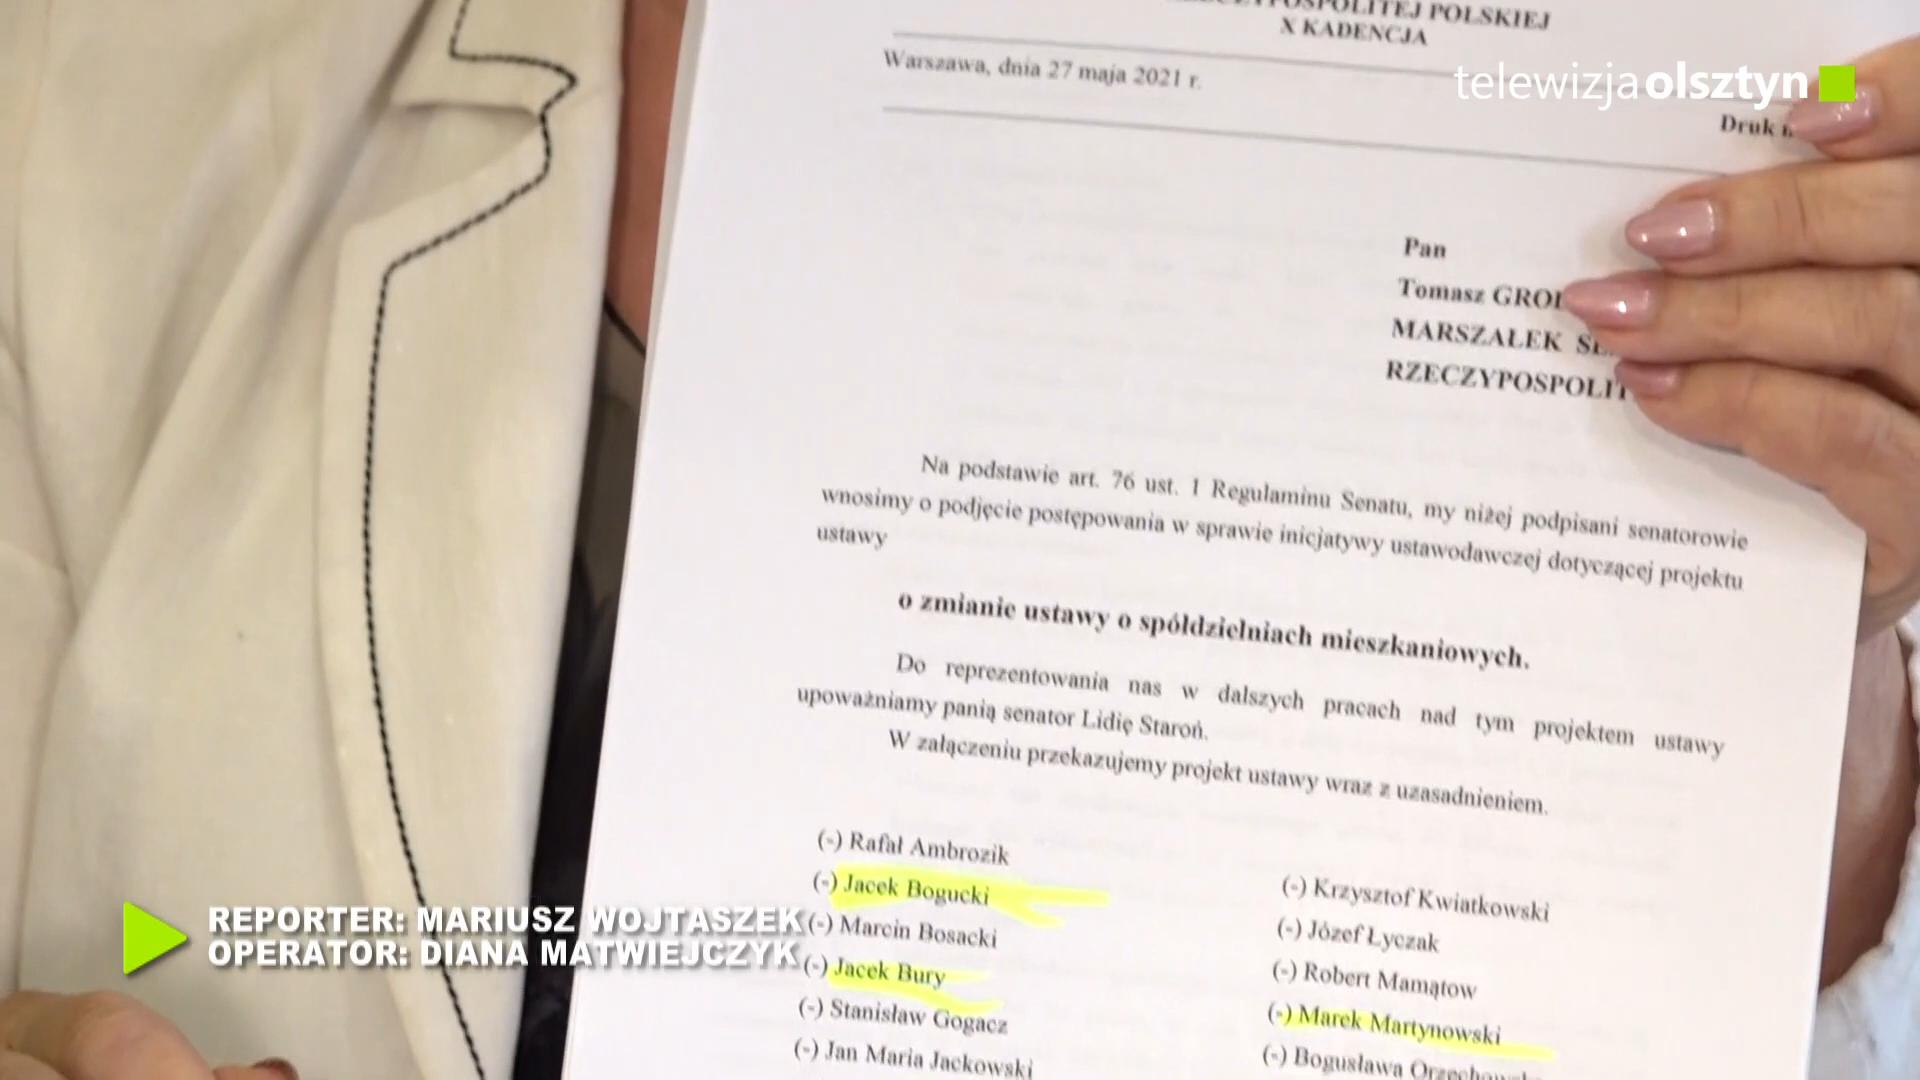 POLSKIEJ
X KADENCJA
Warszawa, dnia 27 maja 2021 r.
telewizjaolsztyn
Druk
Pan
Tomasz
MARSZAŁEK
Na podstawie art. 76 ust. 1 Regulaminu Senatu, my niżej podpisani senatorowie
wnosimy o podjęcie postępowania w sprawie inicjatywy ustawodawczej dotyczącej projektu
ustawy
o zmianie ustawy o spółdzielniach mieszkaniowych.
Do reprezentowania nas w dalszych pracach nad tym projektem ustawy
upoważniamy panią senator Lidię Staroń.
W załączeniu przekazujemy projekt ustawy wraz z uzasadnieniem.
(-) Rafał Ambrozik
(-) Jacek Bogucki
(-) Marcin Bosacki
(-) Jacek Bury
(-) Stanisław Gogacz
(-) Jan Maria Jackowski
(-) Krzysztof Kwiatkowski
(-) Józef Łyczak
(-) Robert Mamątow
(-) Marek Martynowski
(-) Bogusława
REPORTER: MARIUSZ WOJTASZEK
OPERATOR: DIANA MATWIEJCZYK